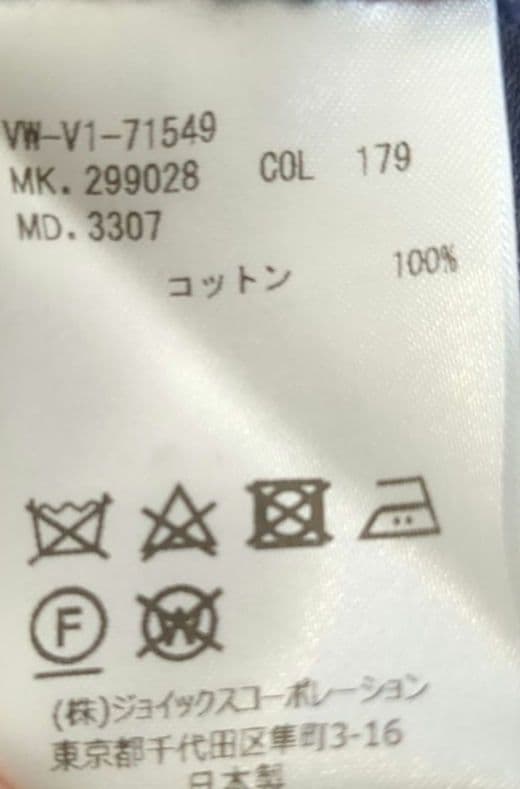 VW-V1-71549
MK. 299028 COL 179
MD. 3307
コットン 100%
F W
(株)ジョイックスコーポレーション
東京都千代田区隼町3-16
日本製